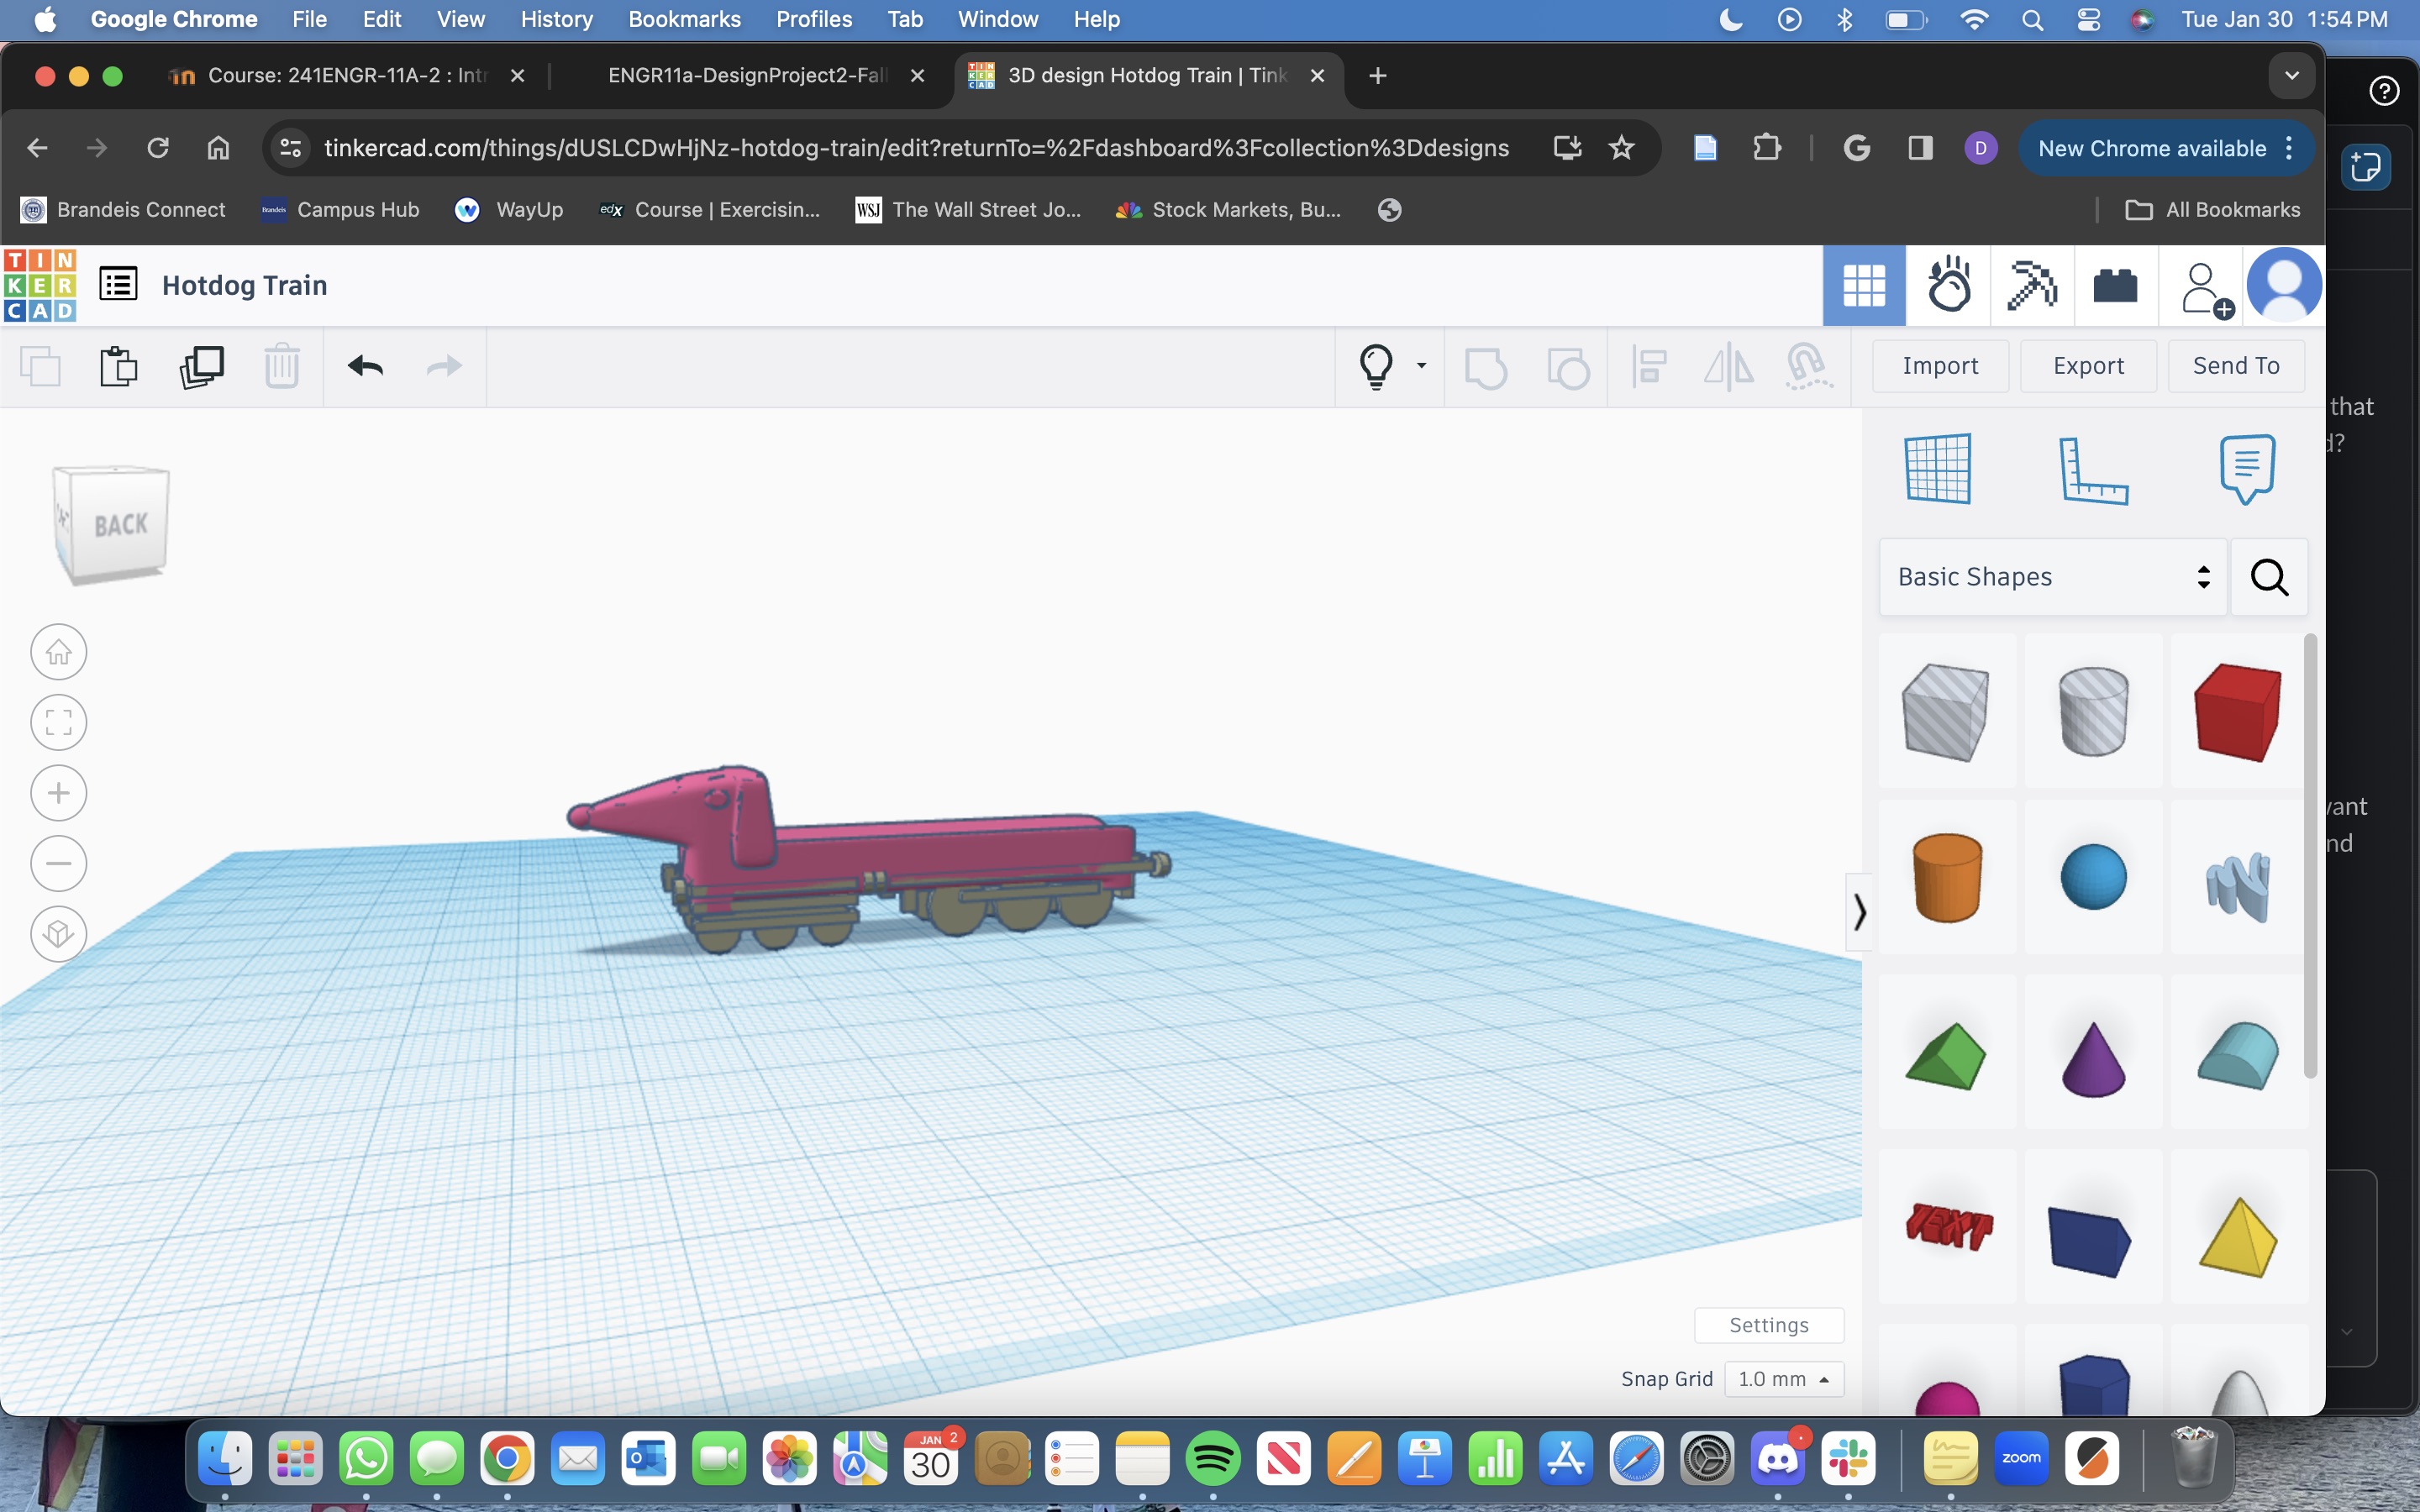 Google Chrome File Edit View History Bookmarks Profiles Tab Window Help Tue Jan 30 1:54 PM
Course: 241ENGR-11A-2 : Intr ENGR11a-DesignProject2-Fall 3D design Hotdog Train | Tink
tinkercad.com/things/dUSLCDwHjNz-hotdog-train/edit?returnTo=%2Fdashboard%3Fcollection%3Ddesigns D New Chrome available
Brandeis Connect Brandeis Campus Hub W WayUp edX Course | Exercisin... WSJ The Wall Street Jo... Stock Markets, Bu... All Bookmarks
TIN
KER
CAD
Hotdog Train
Import Export Send To
that
d?
BACK
Basic Shapes
vant
nd
TEXT
Settings
Snap Grid 1.0 mm
JAN 2
30
zoom